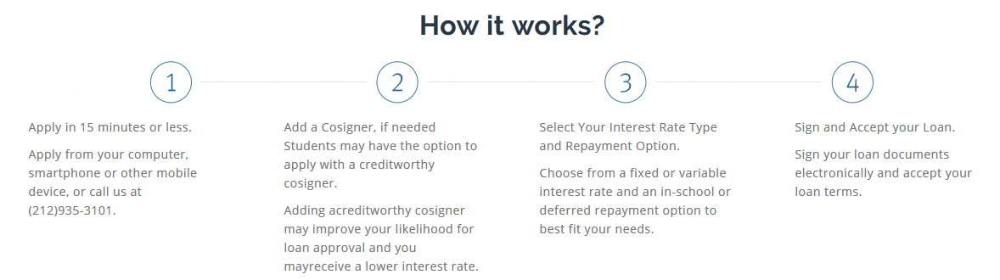 How it works?
1
2
3
4
Apply in 15 minutes or less.
Apply from your computer,
smartphone or other mobile
device, or call us at
(212)935-3101.
Add a Cosigner, if needed
Students may have the option to
apply with a creditworthy
cosigner.
Adding acreditworthy cosigner
may improve your likelihood for
loan approval and you
mayreceive a lower interest rate.
Select Your Interest Rate Type
and Repayment Option.
Choose from a fixed or variable
interest rate and an in-school or
deferred repayment option to
best fit your needs.
Sign and Accept your Loan.
Sign your loan documents
electronically and accept your
loan terms.